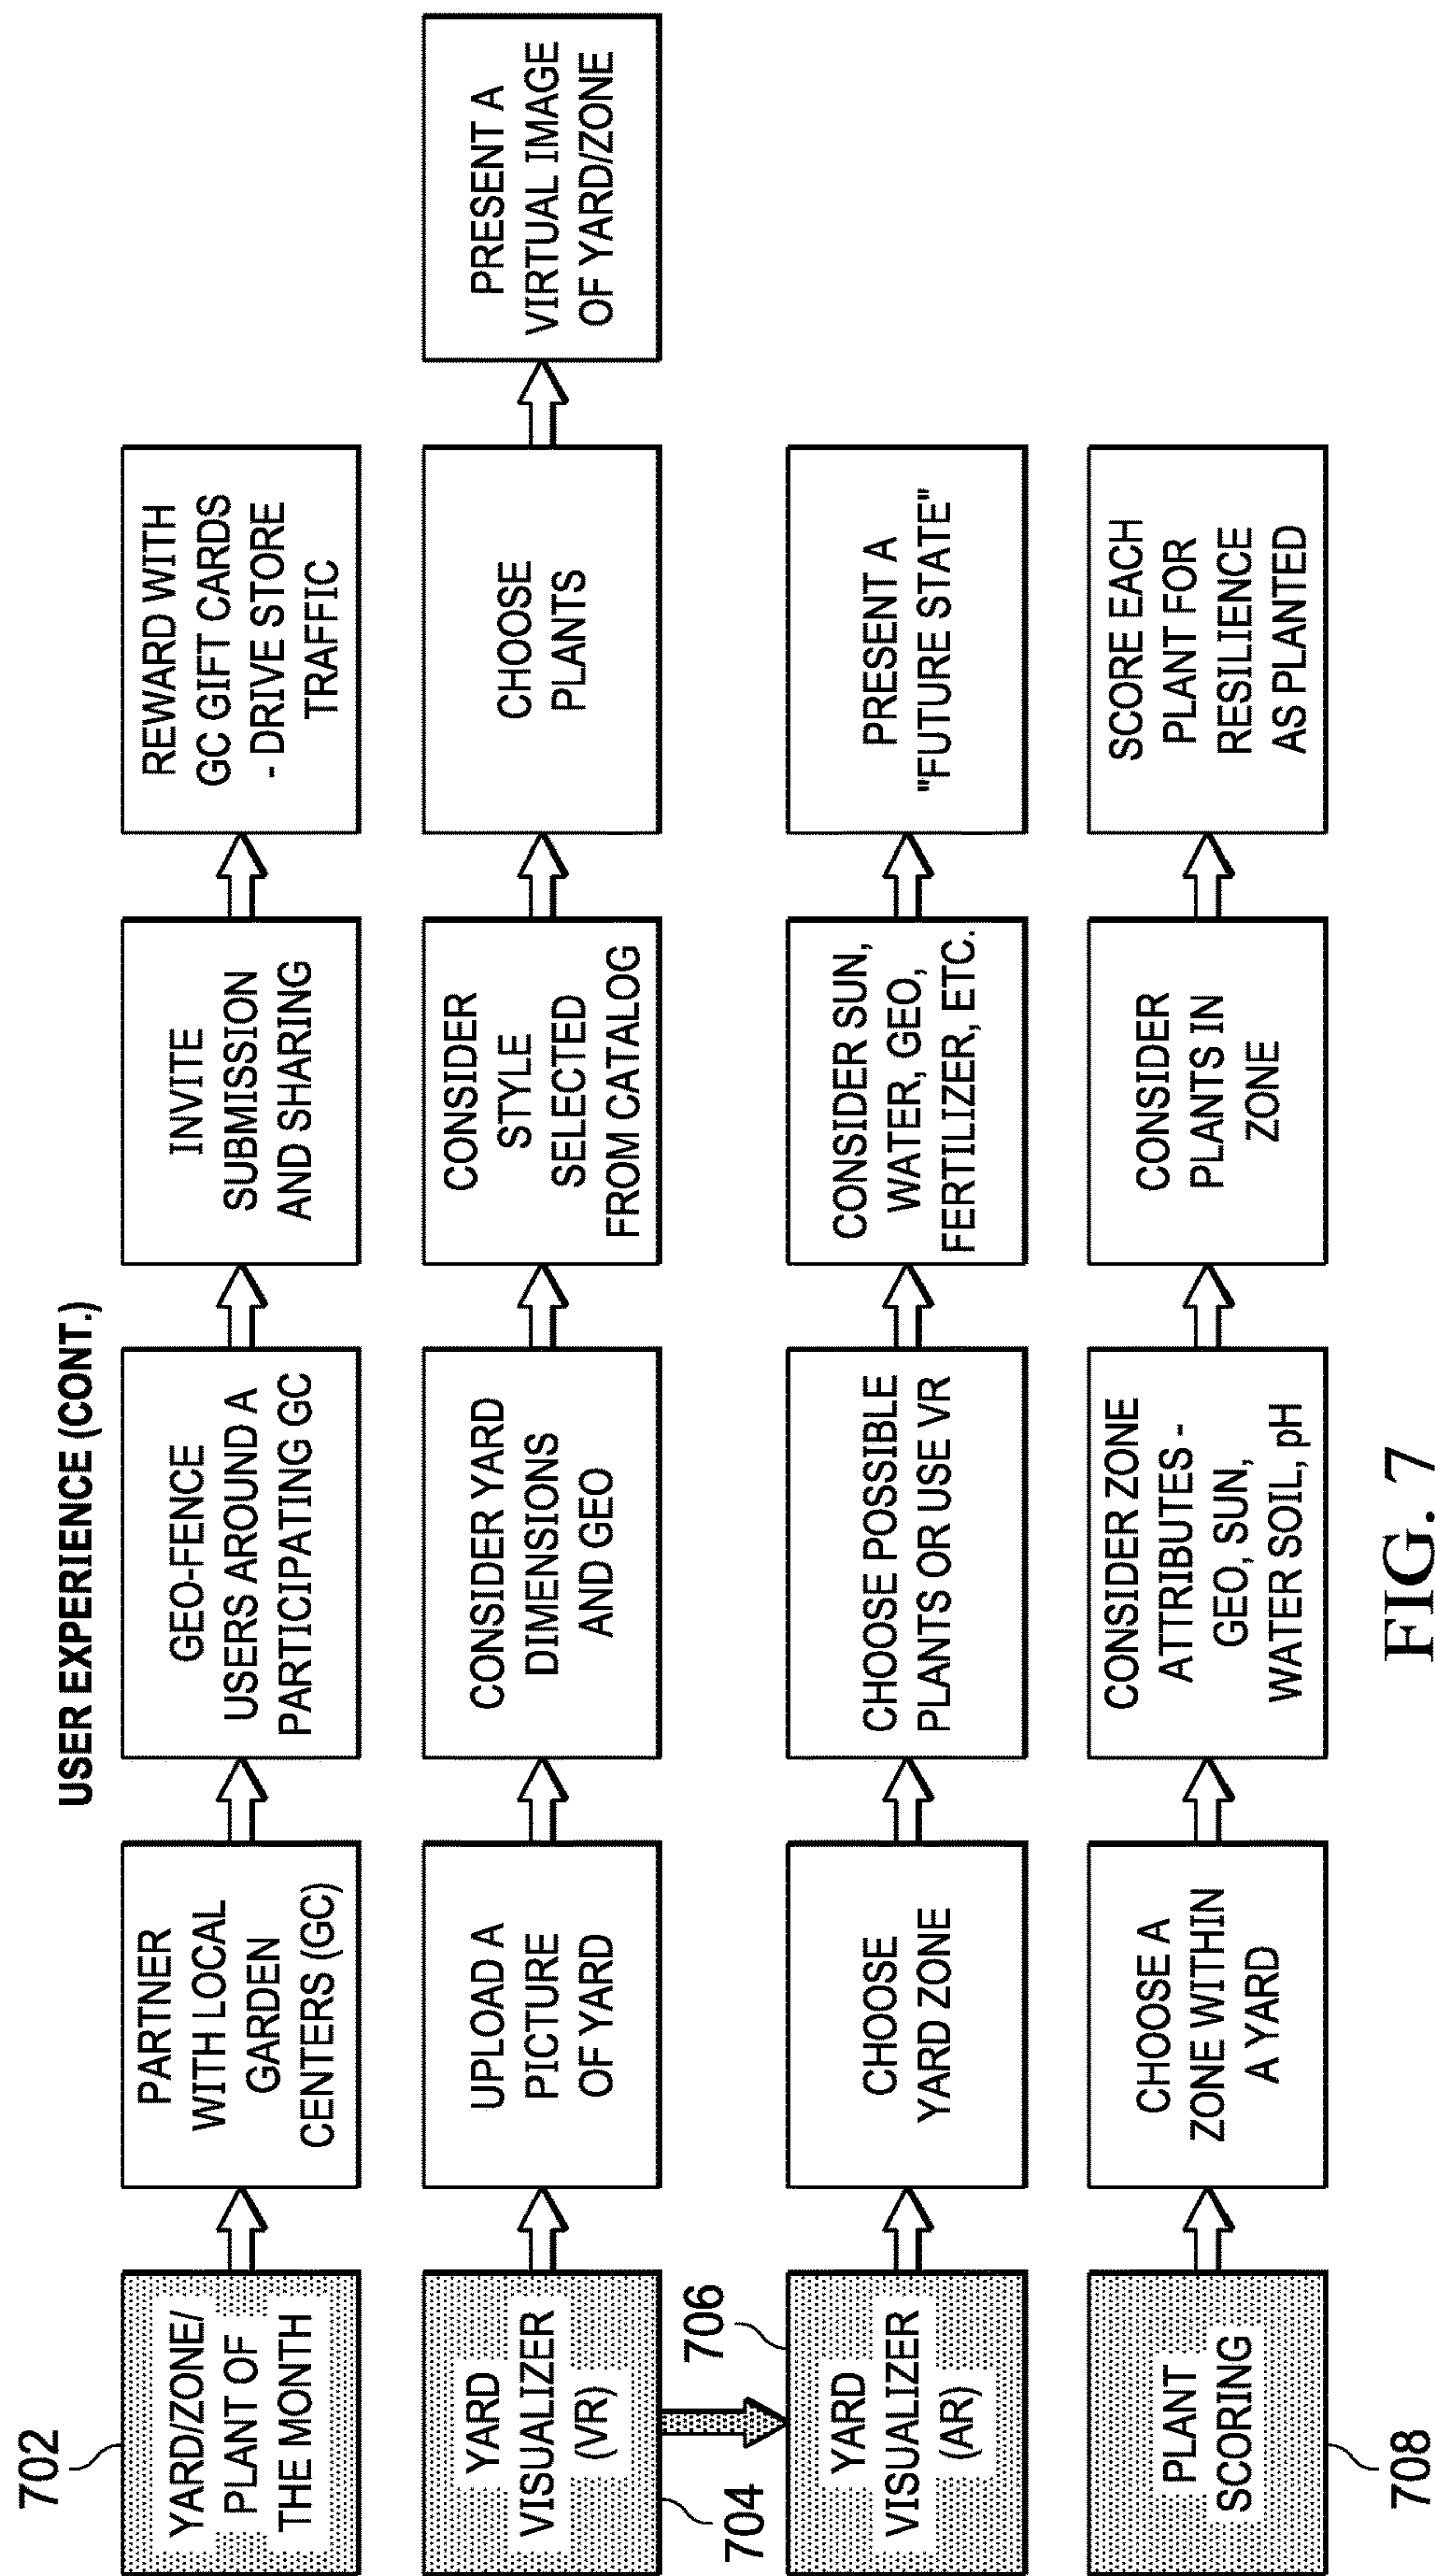 USER EXPERIENCE (CONT.)
702
YARD/ZONE/
PLANT OF
THE MONTH
PARTNER
WITH LOCAL
GARDEN
CENTERS (GC)
GEO-FENCE
USERS AROUND A
PARTICIPATING GC
INVITE
SUBMISSION
AND SHARING
REWARD WITH
GC GIFT CARDS
- DRIVE STORE
TRAFFIC
YARD
VISUALIZER
(VR)
704
UPLOAD A
PICTURE
OF YARD
CONSIDER YARD
DIMENSIONS
AND GEO
CONSIDER
STYLE
SELECTED
FROM CATALOG
CHOOSE
PLANTS
PRESENT A
VIRTUAL IMAGE
OF YARD/ZONE
706
YARD
VISUALIZER
(AR)
CHOOSE
YARD ZONE
CHOOSE POSSIBLE
PLANTS OR USE VR
CONSIDER SUN,
WATER, GEO,
FERTILIZER, ETC.
PRESENT A
"FUTURE STATE"
PLANT
SCORING
708
CHOOSE A
ZONE WITHIN
A YARD
CONSIDER ZONE
ATTRIBUTES -
GEO, SUN,
WATER SOIL, pH
CONSIDER
PLANTS IN
ZONE
SCORE EACH
PLANT FOR
RESILIENCE
AS PLANTED
FIG. 7